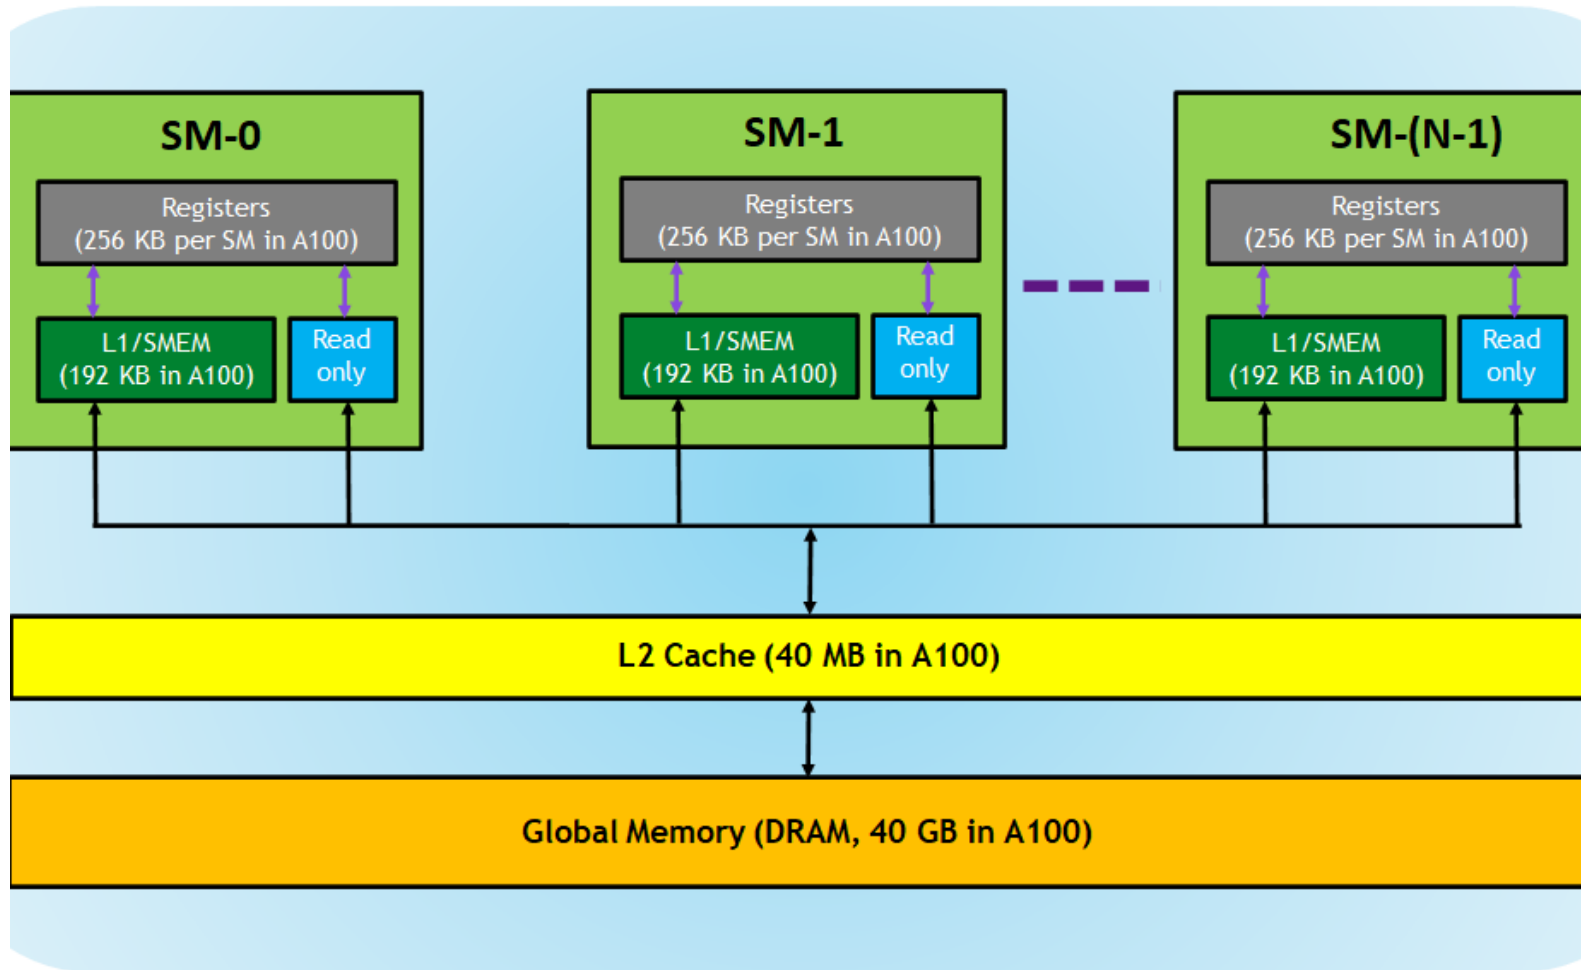 SM-0
Registers
(256 KB per SM in A100)
L1/SMEM
(192 KB in A100)
Read
only
SM-1
Registers
(256 KB per SM in A100)
L1/SMEM
(192 KB in A100)
Read
only
SM-(N-1)
Registers
(256 KB per SM in A100)
L1/SMEM
(192 KB in A100)
Read
only
L2 Cache (40 MB in A100)
Global Memory (DRAM, 40 GB in A100)